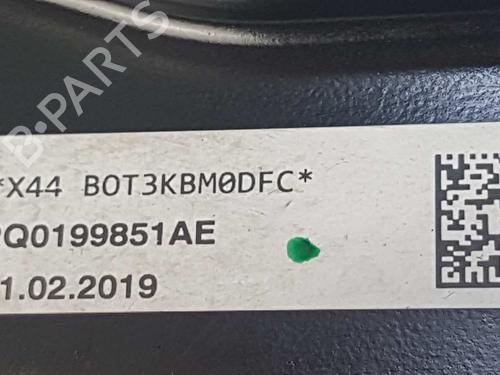 B-PARTS
*X44 BOT3KBM0DFC*
Q0199851AE
1.02.2019